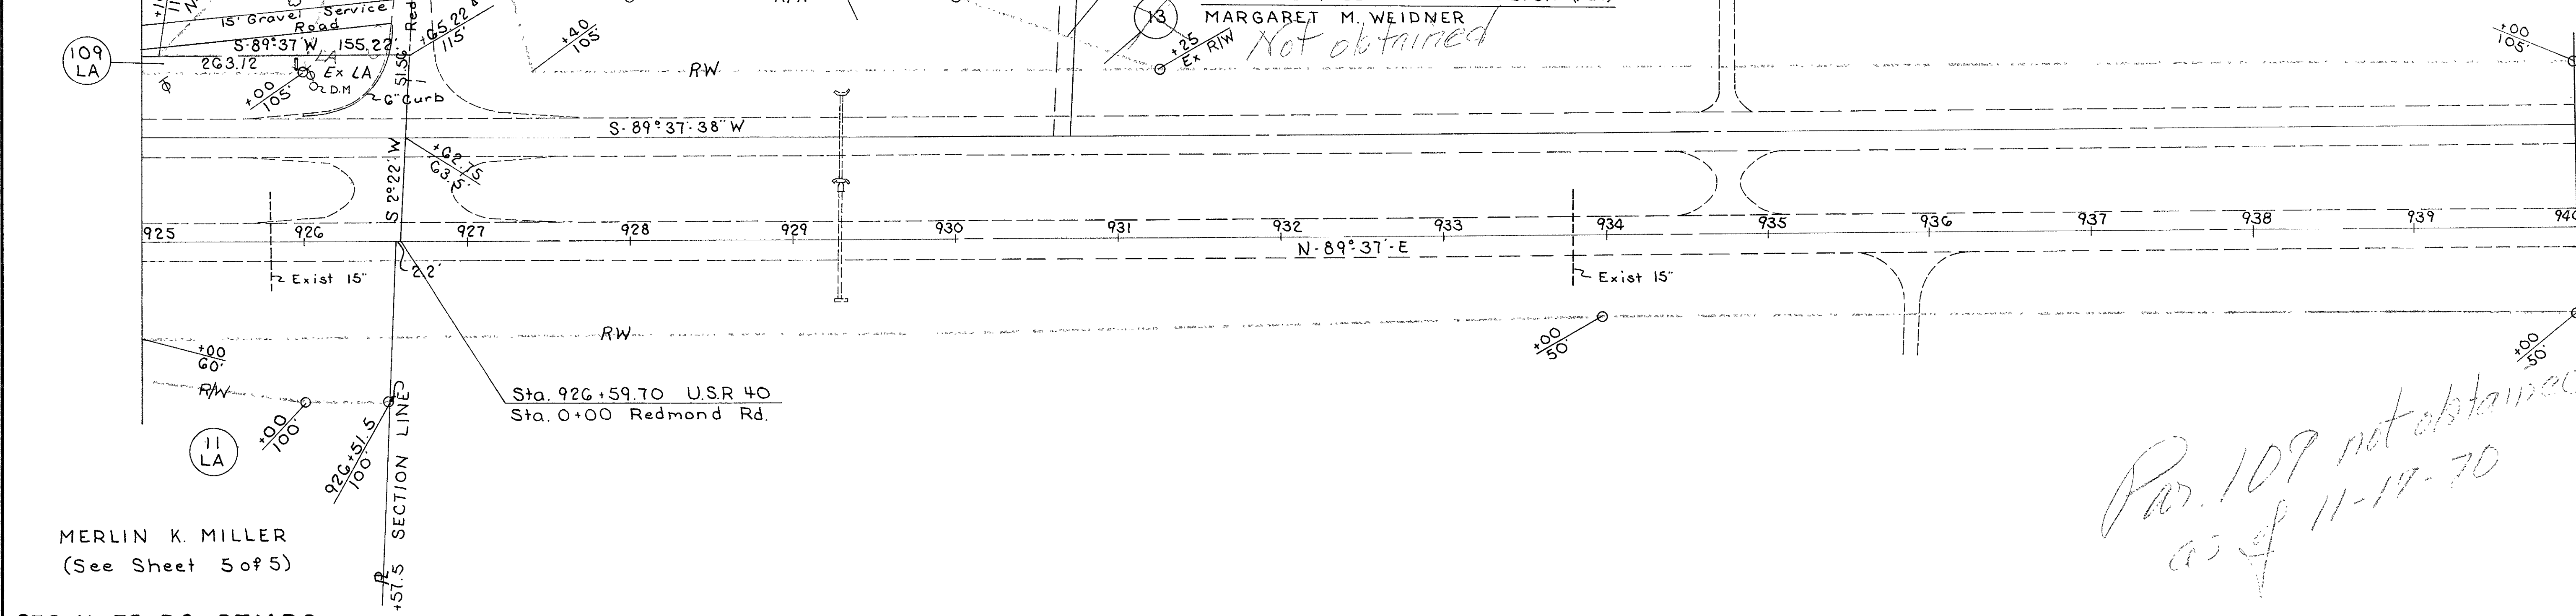 15' Gravel Service
Road
S-89°37'W 155.22'
263.12
109
LA
Ex LA
D.M
6" Curb
+00
105'
51.56
+65.22
115'
+40
105'
RW
13
MARGARET M. WEIDNER
Not obtained
+25
Ex R/W
+00
105'
S-89°37'-38"W
S 2°22'W
+62.75
63.5'
925 926 927 928 929 930 931 932 933 934 935 936 937 938 939
N-89°37'-E
2.2'
Exist 15"
Exist 15"
RW
+00
60'
R/W
+00
100'
926+51.5
100'
11
LA
Sta. 926+59.70 U.S.R 40
Sta. 0+00 Redmond Rd.
+00
50'
+00
50'
SECTION LINE
+57.5
MERLIN K. MILLER
(See Sheet 5 of 5)
Par. 109 not obtained
as of 11-17-70